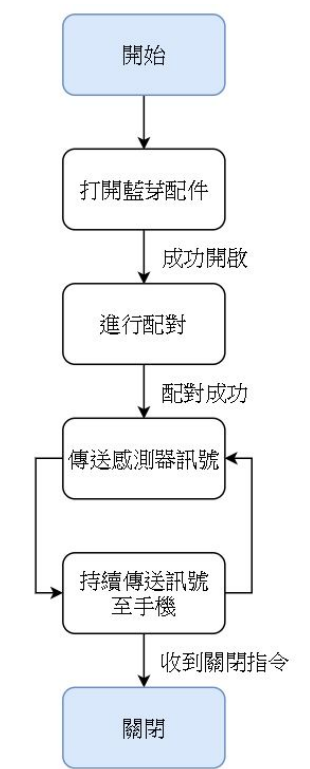 開始
打開藍芽配件
成功開啟
進行配對
配對成功
傳送感測器訊號
持續傳送訊號
至手機
收到關閉指令
關閉